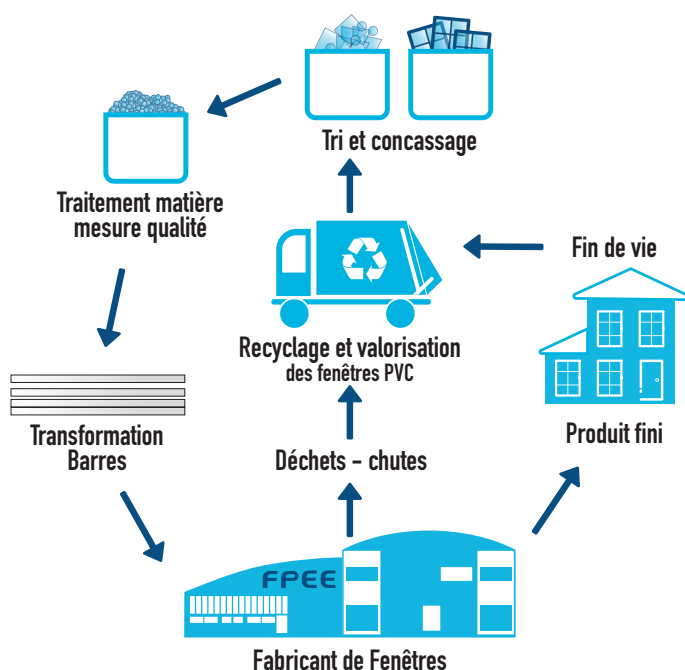 Tri et concassage
Traitement matière
mesure qualité
Fin de vie
Recyclage et valorisation
des fenêtres PVC
Transformation
Barres
Produit fini
Déchets - chutes
FPEE
Fabricant de Fenêtres